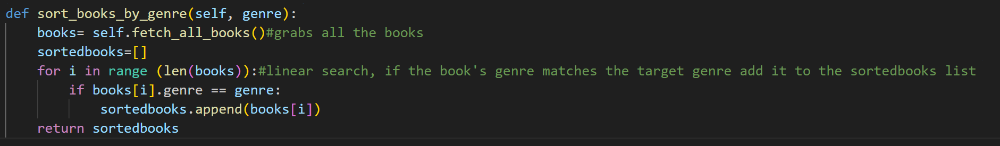 def sort_books_by_genre(self, genre):
    books= self.fetch_all_books()#grabs all the books
    sortedbooks=[]
    for i in range (len(books)):#linear search, if the book's genre matches the target genre add it to the sortedbooks list
        if books[i].genre == genre:
            sortedbooks.append(books[i])
    return sortedbooks